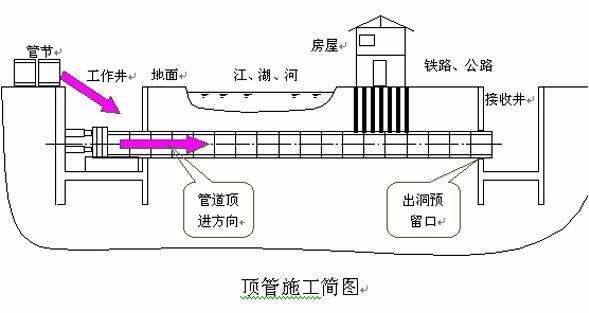 房屋
管节
工作井
地面
江、湖、河
铁路、公路
接收井
管道顶
进方向
出洞预
留口
顶管施工简图